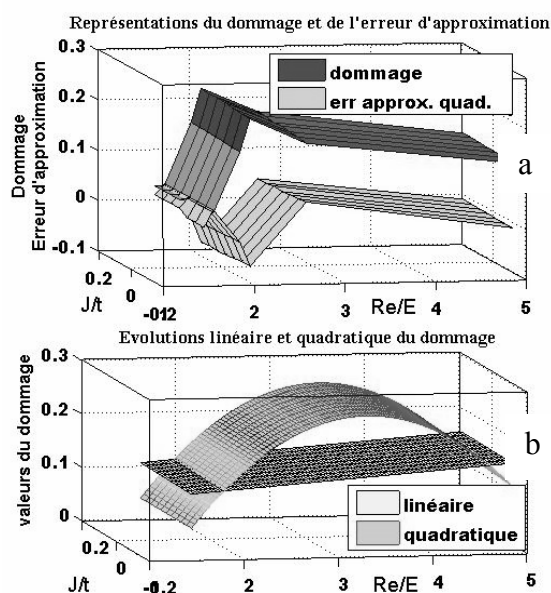 Représentations du dommage et de l'erreur d'approximation
0.3
0.2
0.1
0
-0.1
Dommage
Erreur d'approximation
dommage
err approx. quad.
a
0.2
0
J/t
-012
2
3
Re/E
4
5
Evolutions linéaire et quadratique du dommage
0.3
0.2
0.1
0
valeurs du dommage
b
linéaire
quadratique
0.2
0
J/t
-0.2
2
3
Re/E
4
5